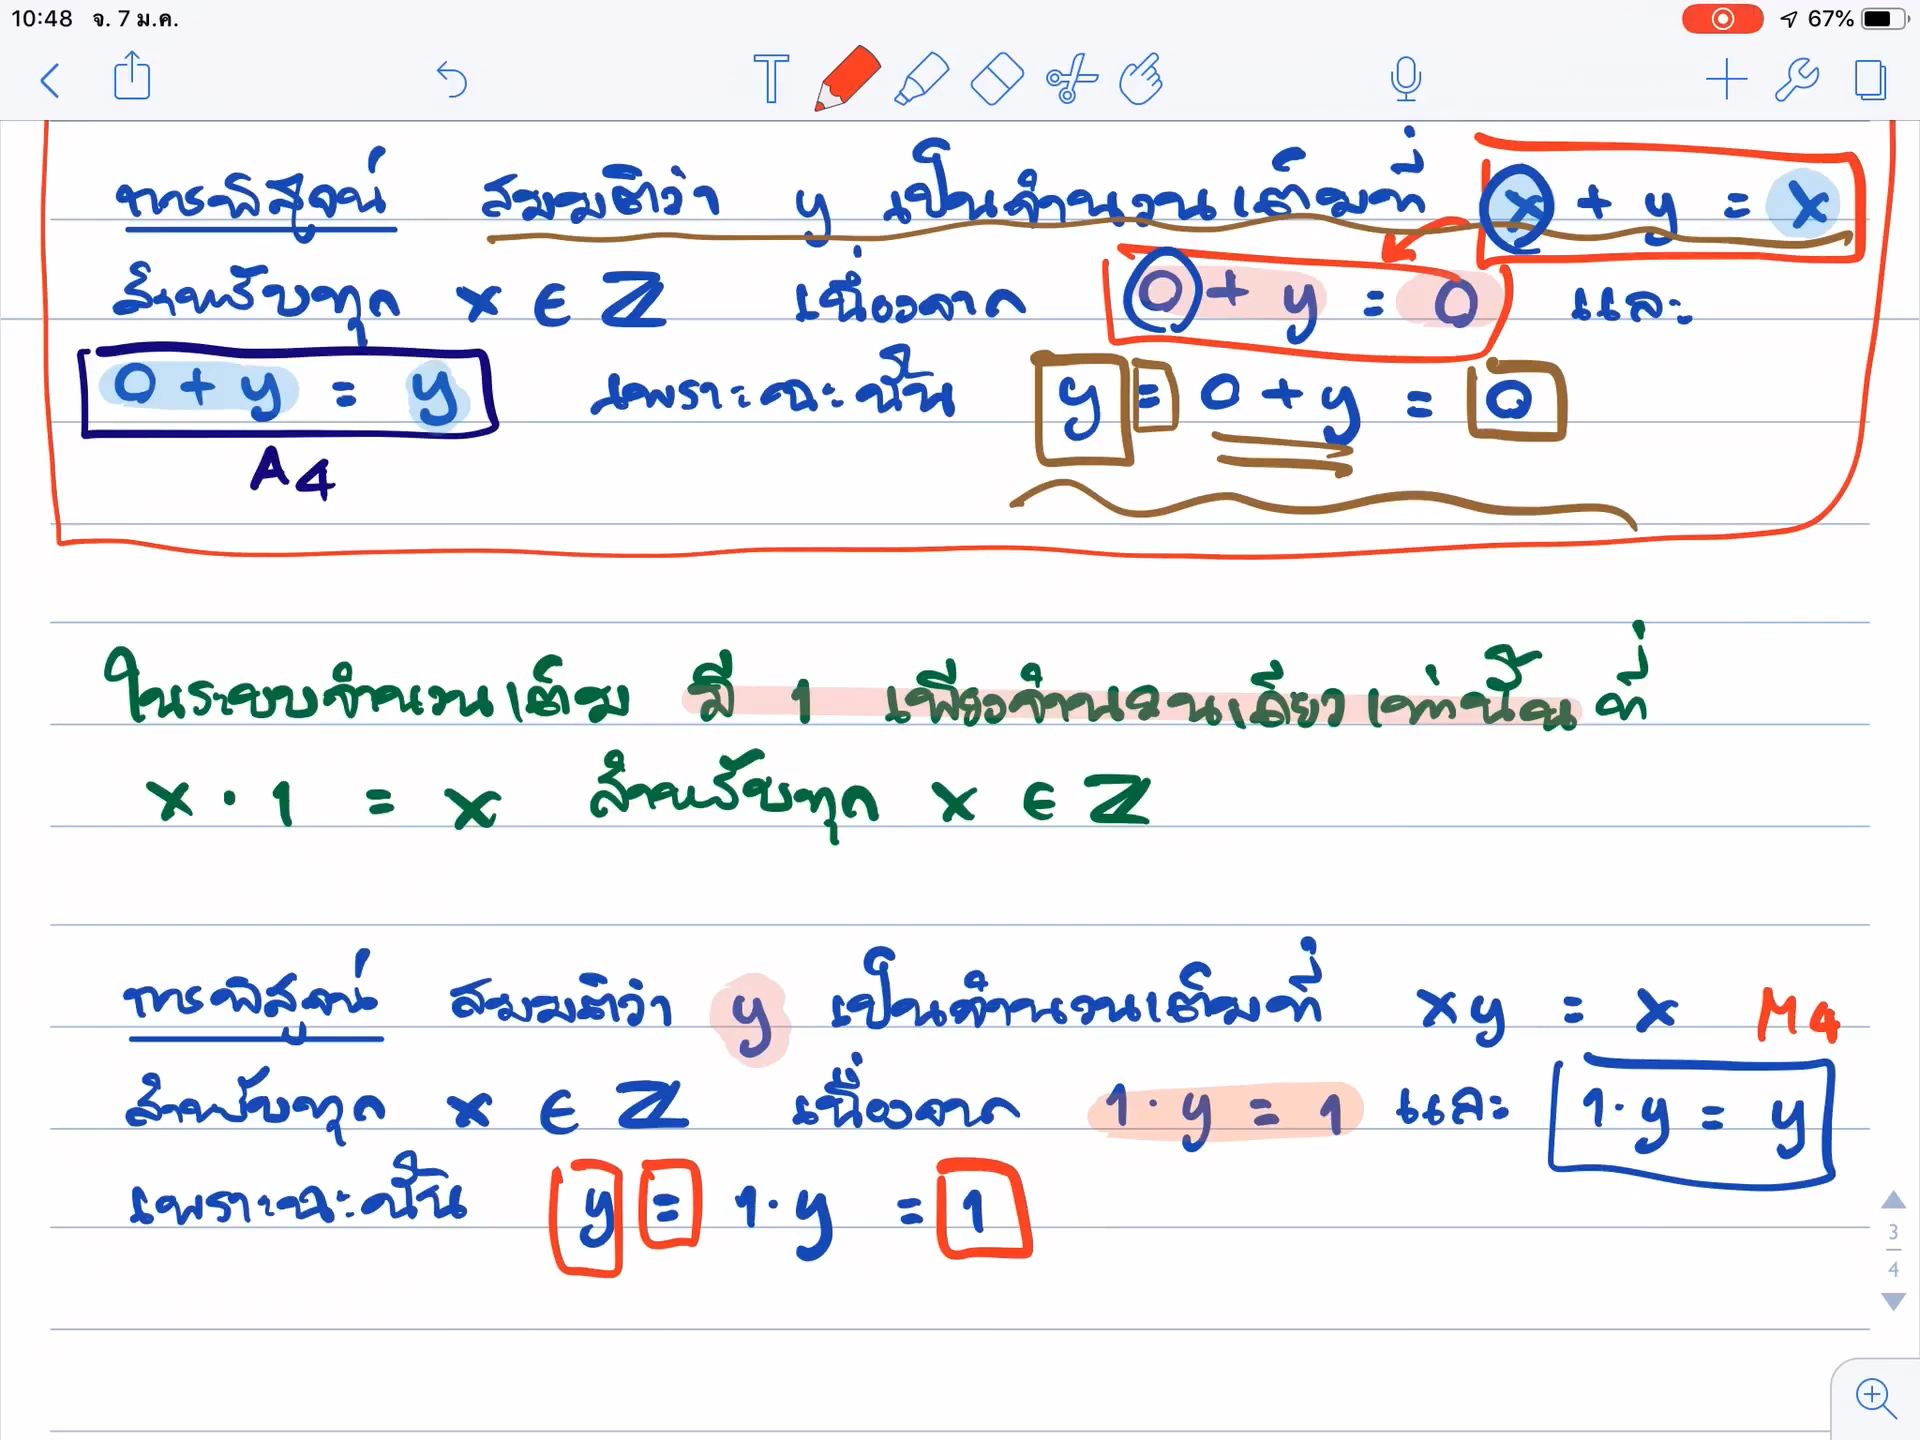 10:48 จ. 7 ม.ค. 67%
การพิสูจน์ สมมติว่า y เป็นจำนวนเต็มที่ x + y = x
สำหรับทุก x ∈ ℤ เนื่องจาก 0 + y = 0 และ
0 + y = y เพราะฉะนั้น y = 0 + y = 0
A4
ในระบบจำนวนเต็ม มี 1 เพียงจำนวนเดียวเท่านั้น ที่
x · 1 = x สำหรับทุก x ∈ ℤ
การพิสูจน์ สมมติว่า y เป็นจำนวนเต็มที่ xy = x M4
สำหรับทุก x ∈ ℤ เนื่องจาก 1 · y = 1 และ 1 · y = y
เพราะฉะนั้น y = 1 · y = 1
3
4